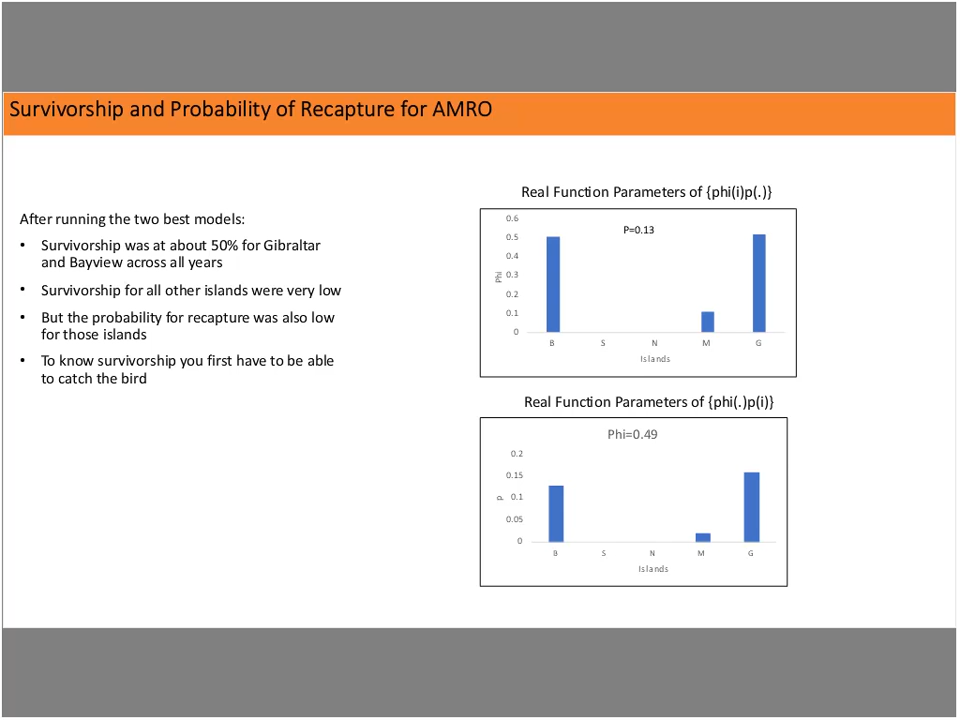 Survivorship and Probability of Recapture for AMRO
After running the two best models:
• Survivorship was at about 50% for Gibraltar
and Bayview across all years
• Survivorship for all other islands were very low
• But the probability for recapture was also low
for those islands
• To know survivorship you first have to be able
to catch the bird
Real Function Parameters of {phi(i)p(.)}
P=0.13
0.6
0.5
0.4
0.3
0.2
0.1
0
Phi
B S N M G
Islands
Real Function Parameters of {phi(.)p(i)}
Phi=0.49
0.2
0.15
0.1
0.05
0
p
B S N M G
Islands